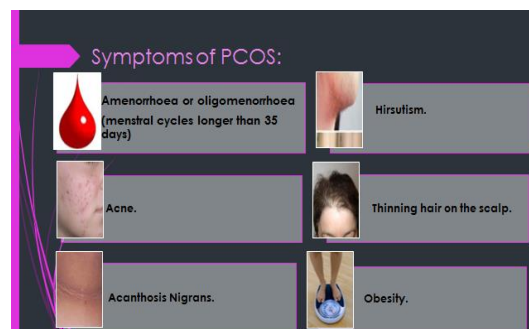 Symptoms of PCOS:
Amenorrhoea or oligomenorrhoea
(menstral cycles longer than 35
days)
Hirsutism.
Acne.
Thinning hair on the scalp.
Acanthosis Nigrans.
Obesity.